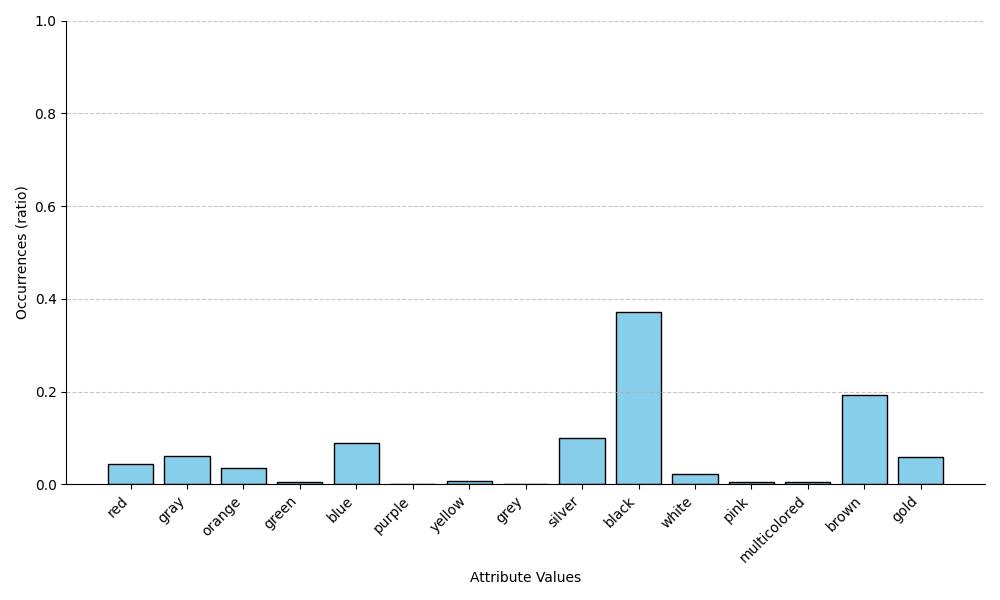 1.0
0.8
0.6
0.4
0.2
0.0
Occurrences (ratio)
red
gray
orange
green
blue
purple
yellow
grey
silver
black
white
pink
multicolored
brown
gold
Attribute Values